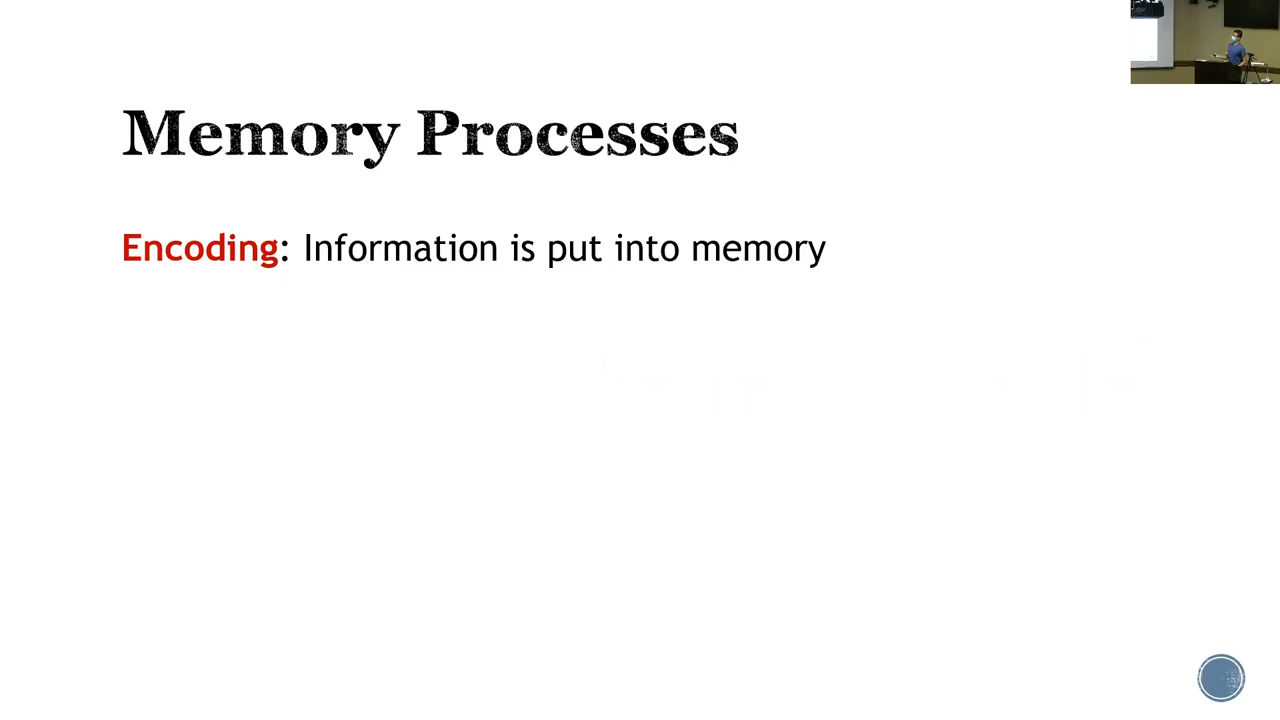 Memory Processes
Encoding: Information is put into memory